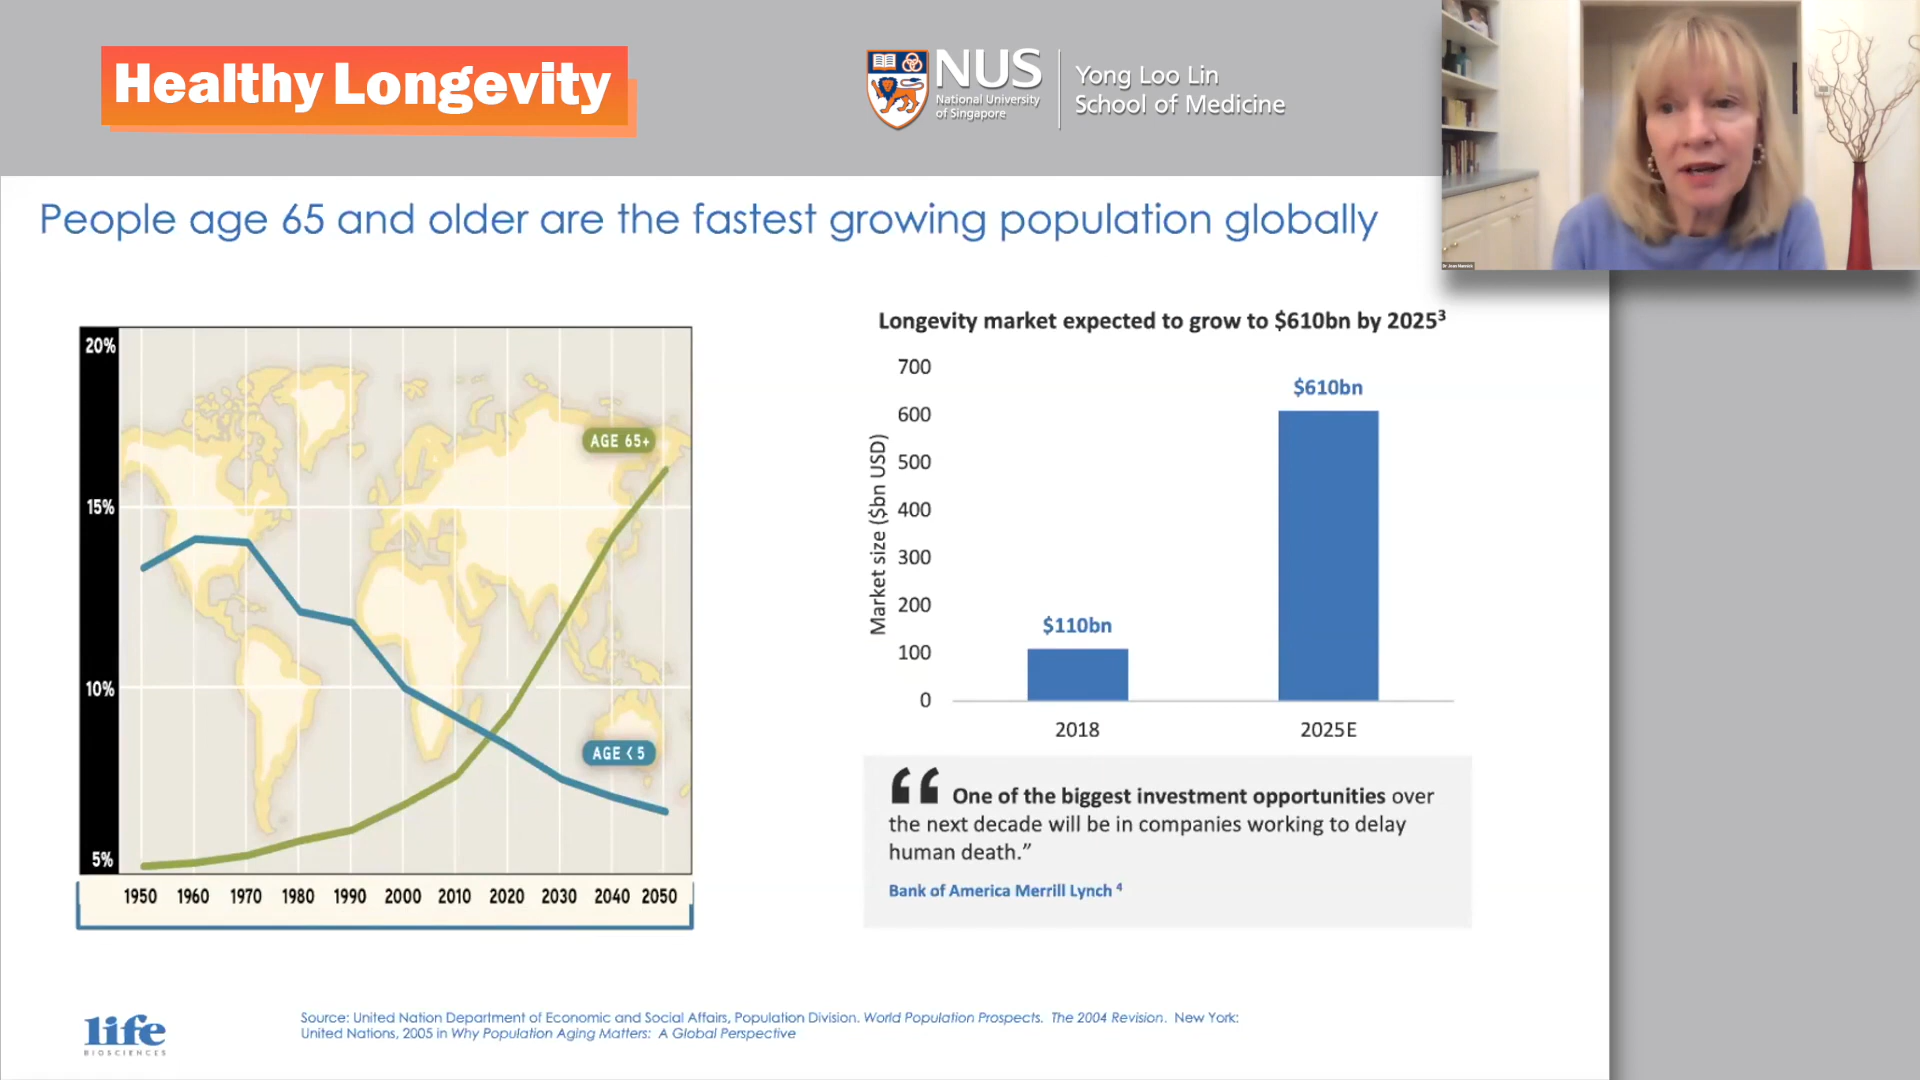 Healthy Longevity
NUS
National University
of Singapore
Yong Loo Lin
School of Medicine
Dr Joan Mannick
People age 65 and older are the fastest growing population globally
20%
15%
10%
5%
AGE 65+
AGE < 5
1950 1960 1970 1980 1990 2000 2010 2020 2030 2040 2050
Longevity market expected to grow to $610bn by 2025³
Market size ($bn USD)
700
600
500
400
300
200
100
0
$110bn
$610bn
2018 2025E
“ One of the biggest investment opportunities over
the next decade will be in companies working to delay
human death.”
Bank of America Merrill Lynch ⁴
life
BIOSCIENCES
Source: United Nation Department of Economic and Social Affairs, Population Division. World Population Prospects. The 2004 Revision. New York:
United Nations, 2005 in Why Population Aging Matters: A Global Perspective